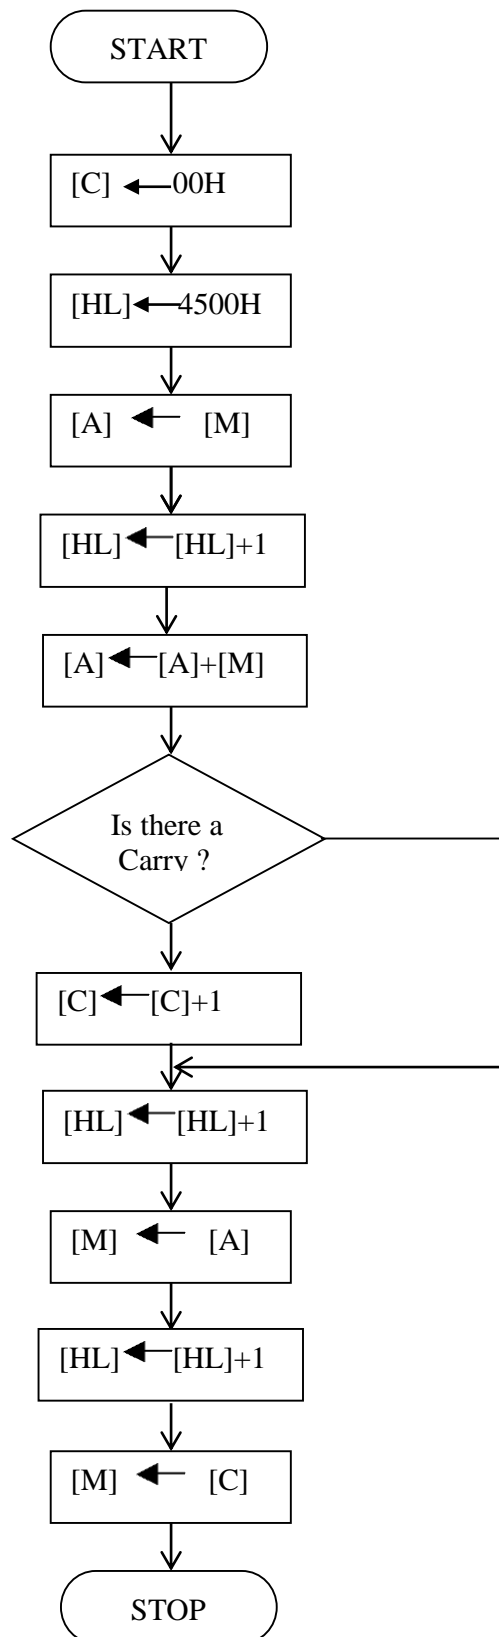 START
[C] ←00H
[HL]←4500H
[A] ← [M]
[HL]←[HL]+1
[A]←[A]+[M]
Is there a
Carry ?
[C]←[C]+1
[HL]←[HL]+1
[M] ← [A]
[HL]←[HL]+1
[M] ← [C]
STOP